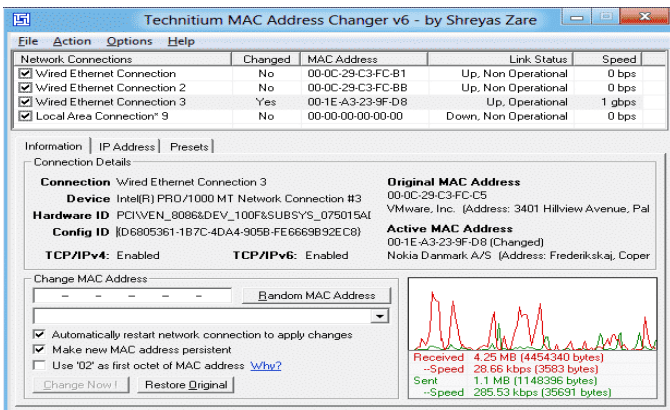 Technitium MAC Address Changer v6 - by Shreyas Zare
File Action Options Help
Network Connections Changed MAC Address Link Status Speed
Wired Ethernet Connection No 00-0C-29-C3-FC-B1 Up, Non Operational 0 bps
Wired Ethernet Connection 2 No 00-0C-29-C3-FC-BB Up, Non Operational 0 bps
Wired Ethernet Connection 3 Yes 00-1E-A3-23-9F-D8 Up, Operational 1 gbps
Local Area Connection* 9 No 00-00-00-00-00-00 Down, Non Operational 0 bps
Information IP Address Presets
Connection Details
Connection Wired Ethernet Connection 3
Device Intel(R) PRO/1000 MT Network Connection #3
Hardware ID PCI\VEN_8086&DEV_100F&SUBSYS_075015AD
Config ID {D6805361-1B7C-4DA4-905B-FE6669B92EC8}
TCP/IPv4: Enabled TCP/IPv6: Enabled
Original MAC Address
00-0C-29-C3-FC-C5
VMware, Inc. (Address: 3401 Hillview Avenue, Pal
Active MAC Address
00-1E-A3-23-9F-D8 (Changed)
Nokia Danmark A/S (Address: Frederikskaj, Coper
Change MAC Address
- - - - -
Random MAC Address
Automatically restart network connection to apply changes
Make new MAC address persistent
Use '02' as first octet of MAC address Why?
Change Now ! Restore Original
Received 4.25 MB (4454340 bytes)
--Speed 28.66 kbps (3583 bytes)
Sent 1.1 MB (1148396 bytes)
--Speed 285.53 kbps (35691 bytes)